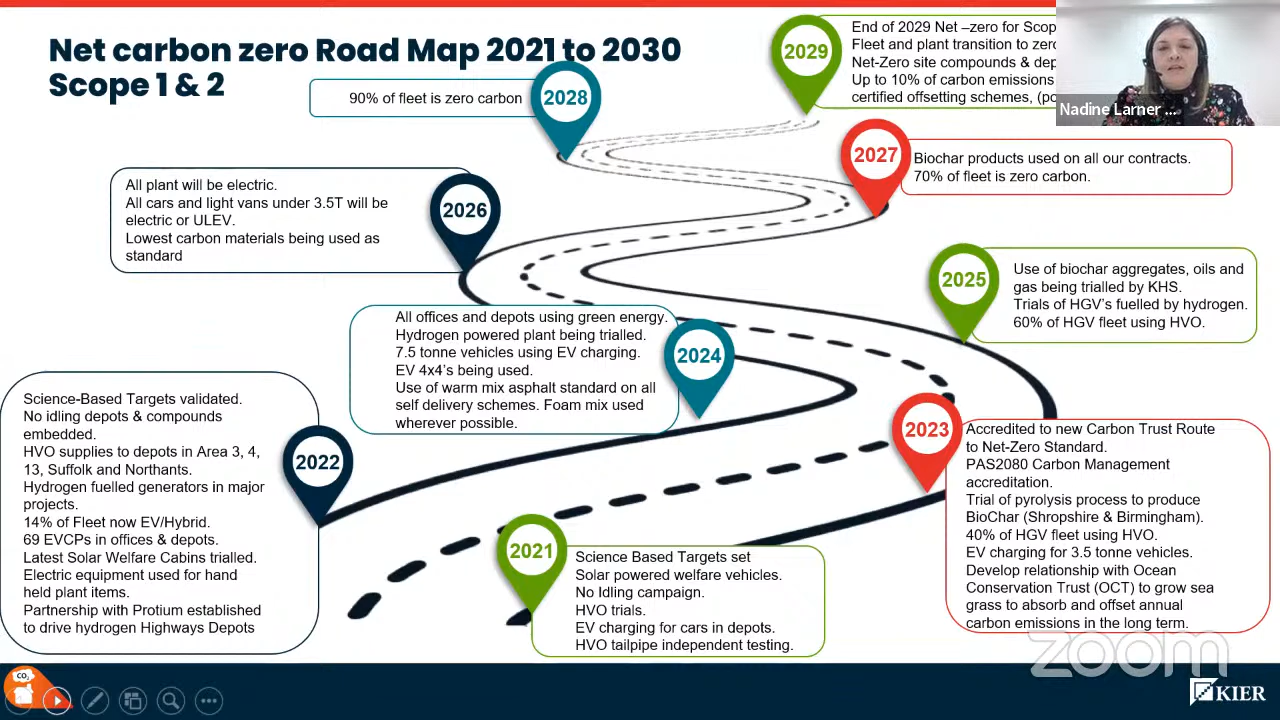 Net carbon zero Road Map 2021 to 2030
Scope 1 & 2
2029
End of 2029 Net –zero for Scop
Fleet and plant transition to zero
Net-Zero site compounds & dep
Up to 10% of carbon emissions
certified offsetting schemes, (po
Nadine Larner ...
90% of fleet is zero carbon
2028
2027
Biochar products used on all our contracts.
70% of fleet is zero carbon.
All plant will be electric.
All cars and light vans under 3.5T will be
electric or ULEV.
Lowest carbon materials being used as
standard
2026
2025
Use of biochar aggregates, oils and
gas being trialled by KHS.
Trials of HGV's fuelled by hydrogen.
60% of HGV fleet using HVO.
All offices and depots using green energy.
Hydrogen powered plant being trialled.
7.5 tonne vehicles using EV charging.
EV 4x4's being used.
Use of warm mix asphalt standard on all
self delivery schemes. Foam mix used
wherever possible.
2024
Science-Based Targets validated.
No idling depots & compounds
embedded.
HVO supplies to depots in Area 3, 4,
13, Suffolk and Northants.
Hydrogen fuelled generators in major
projects.
14% of Fleet now EV/Hybrid.
69 EVCPs in offices & depots.
Latest Solar Welfare Cabins trialled.
Electric equipment used for hand
held plant items.
Partnership with Protium established
to drive hydrogen Highways Depots
2022
2023
Accredited to new Carbon Trust Route
to Net-Zero Standard.
PAS2080 Carbon Management
accreditation.
Trial of pyrolysis process to produce
BioChar (Shropshire & Birmingham).
40% of HGV fleet using HVO.
EV charging for 3.5 tonne vehicles.
Develop relationship with Ocean
Conservation Trust (OCT) to grow sea
grass to absorb and offset annual
carbon emissions in the long term.
2021
Science Based Targets set
Solar powered welfare vehicles.
No Idling campaign.
HVO trials.
EV charging for cars in depots.
HVO tailpipe independent testing.
zoom
CO₂
KIER